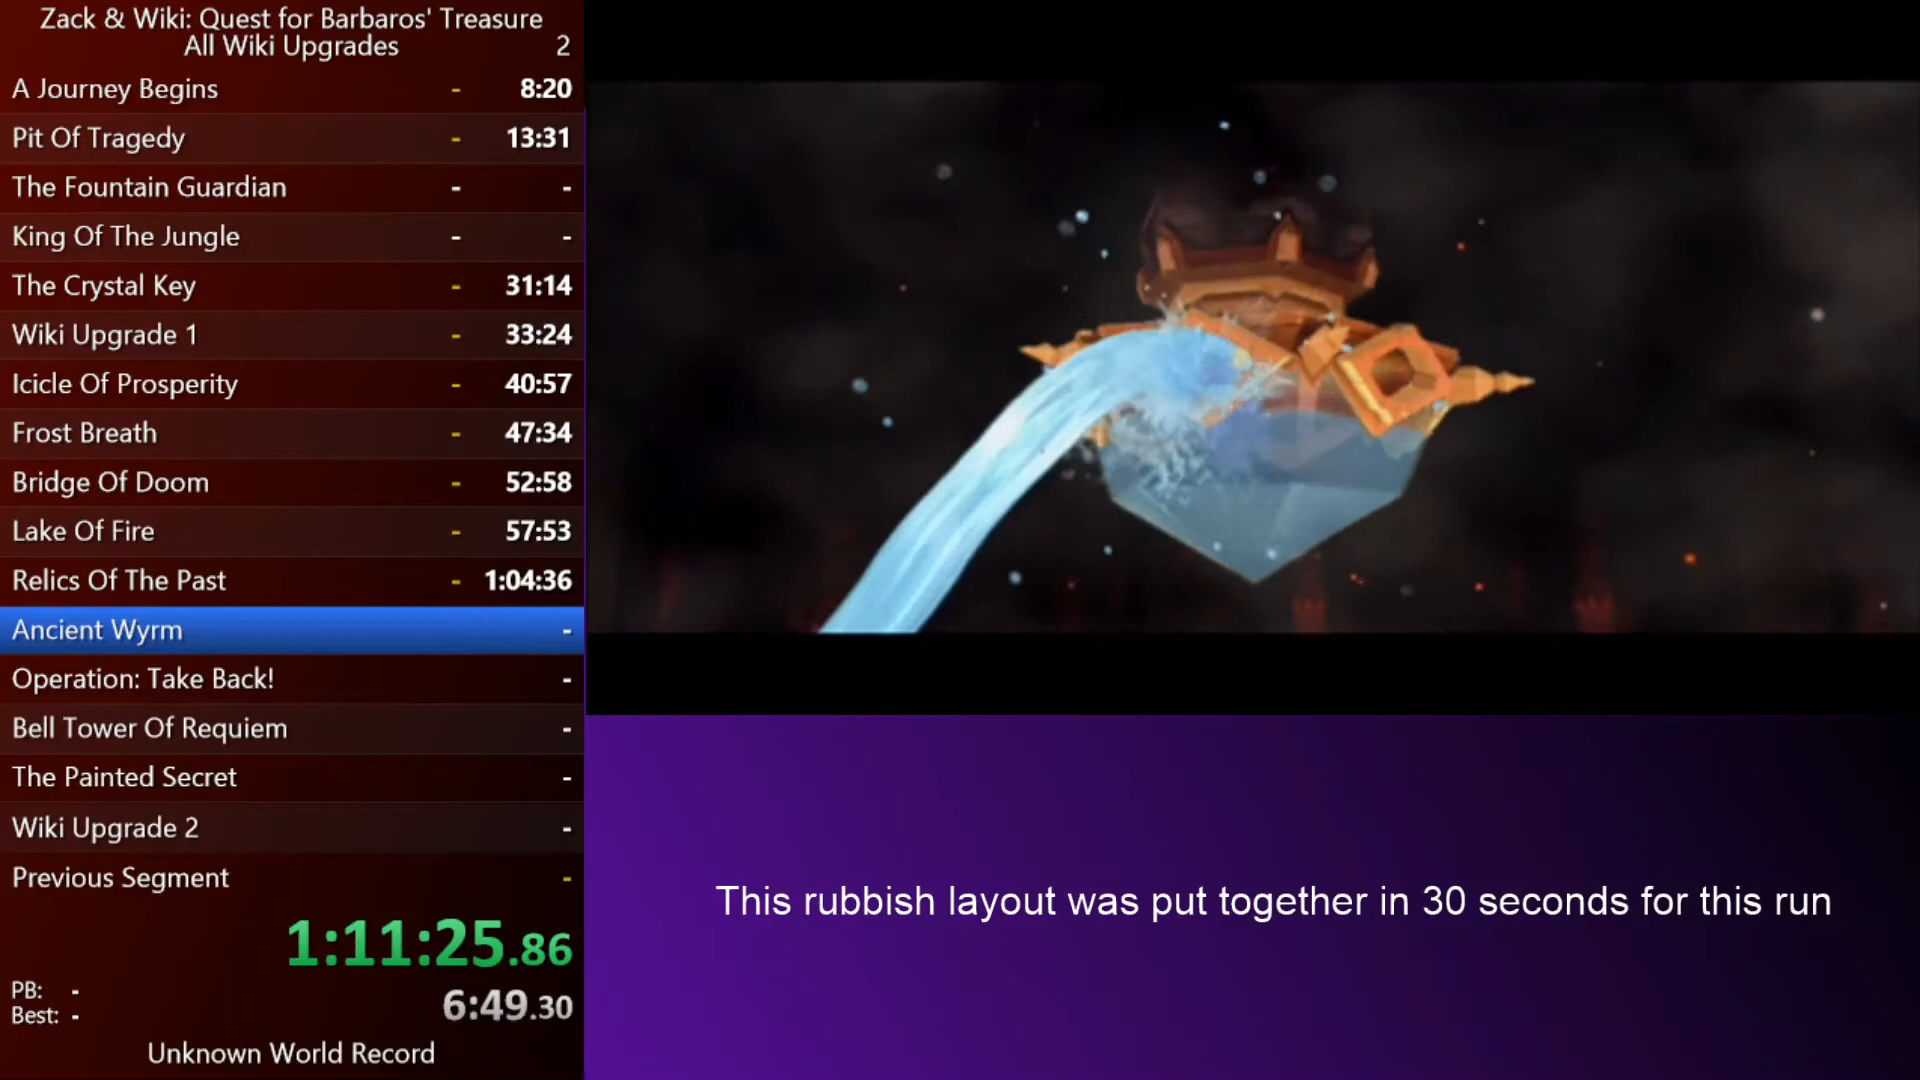 Zack & Wiki: Quest for Barbaros' Treasure
All Wiki Upgrades 2
A Journey Begins - 8:20
Pit Of Tragedy - 13:31
The Fountain Guardian - -
King Of The Jungle - -
The Crystal Key - 31:14
Wiki Upgrade 1 - 33:24
Icicle Of Prosperity - 40:57
Frost Breath - 47:34
Bridge Of Doom - 52:58
Lake Of Fire - 57:53
Relics Of The Past - 1:04:36
Ancient Wyrm -
Operation: Take Back! -
Bell Tower Of Requiem -
The Painted Secret -
Wiki Upgrade 2 -
Previous Segment -
1:11:25.86
PB: -
Best: -
6:49.30
Unknown World Record
This rubbish layout was put together in 30 seconds for this run